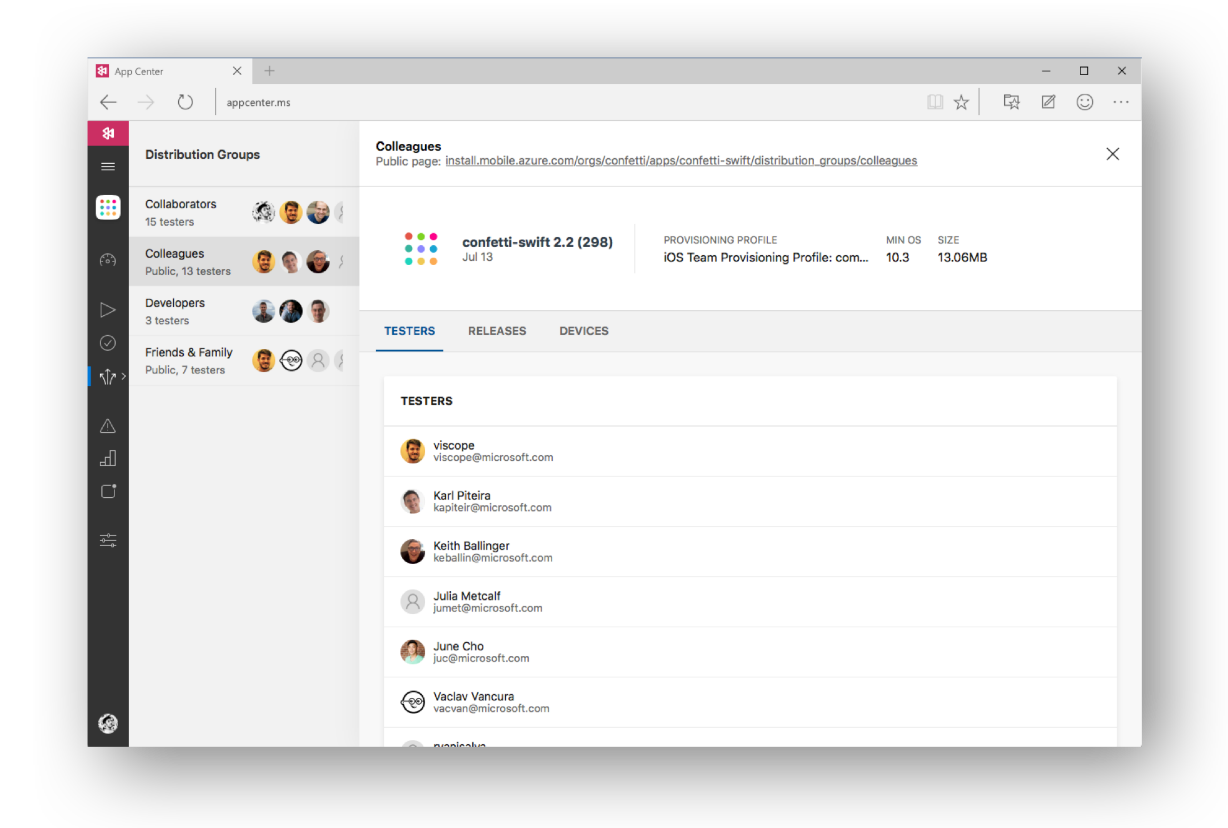 App Center
appcenter.ms
Distribution Groups
Collaborators
15 testers
Colleagues
Public, 13 testers
Developers
3 testers
Friends & Family
Public, 7 testers
Colleagues
Public page: install.mobile.azure.com/orgs/confetti/apps/confetti-swift/distribution_groups/colleagues
confetti-swift 2.2 (298)
Jul 13
PROVISIONING PROFILE
iOS Team Provisioning Profile: com...
MIN OS
10.3
SIZE
13.06MB
TESTERS RELEASES DEVICES
TESTERS
viscope
viscope@microsoft.com
Karl Piteira
kapiteir@microsoft.com
Keith Ballinger
keballin@microsoft.com
Julia Metcalf
jumet@microsoft.com
June Cho
juc@microsoft.com
Vaclav Vancura
vacvan@microsoft.com